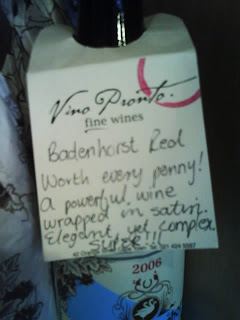 Vino Pronto.
fine wines
Badenhorst Red
Worth every penny!
A powerful wine
wrapped in satin.
Elegant yet complex
SUPER!!!
2006